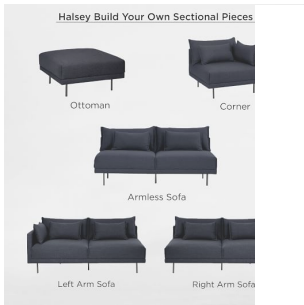 Halsey Build Your Own Sectional Pieces
Ottoman
Corner
Armless Sofa
Left Arm Sofa
Right Arm Sofa